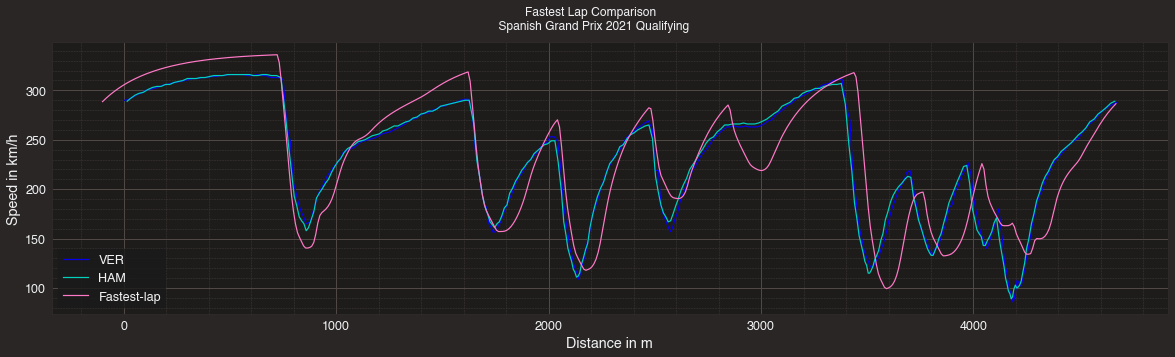 Fastest Lap Comparison
Spanish Grand Prix 2021 Qualifying
300
250
200
150
100
Speed in km/h
VER
HAM
Fastest-lap
0 1000 2000 3000 4000
Distance in m